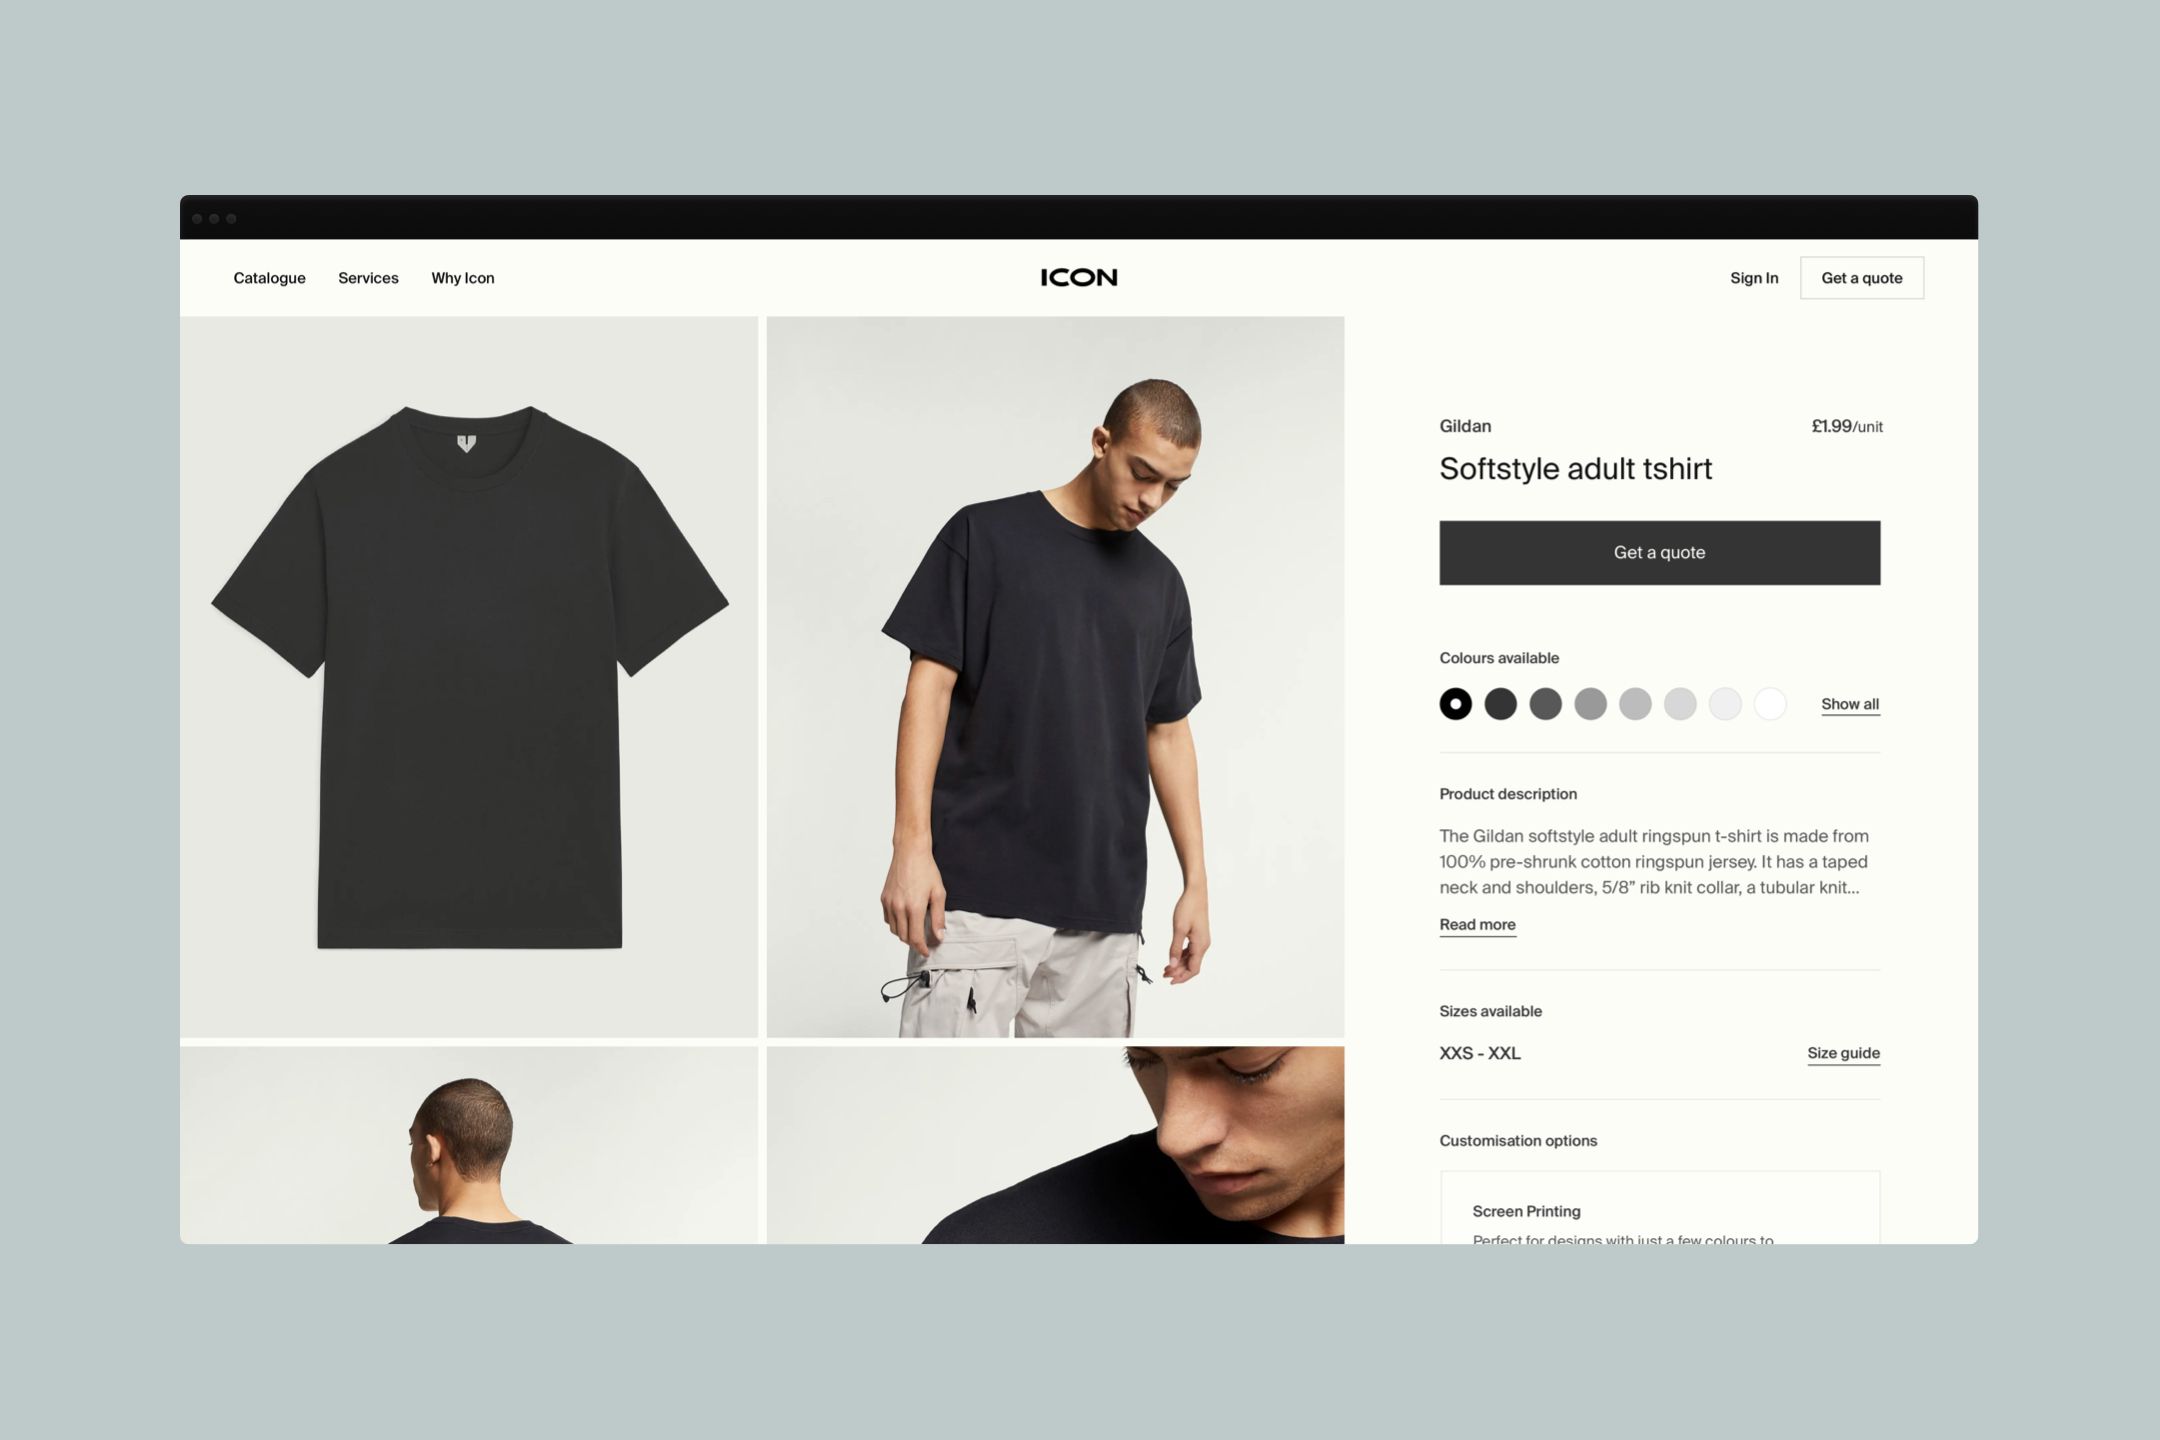 Catalogue
Services
Why Icon
ICON
Sign In
Get a quote
Gildan
£1.99/unit
Softstyle adult tshirt
Get a quote
Colours available
Show all
Product description
The Gildan softstyle adult ringspun t-shirt is made from
100% pre-shrunk cotton ringspun jersey. It has a taped
neck and shoulders, 5/8” rib knit collar, a tubular knit...
Read more
Sizes available
XXS - XXL
Size guide
Customisation options
Screen Printing
Perfect for designs with just a few colours to